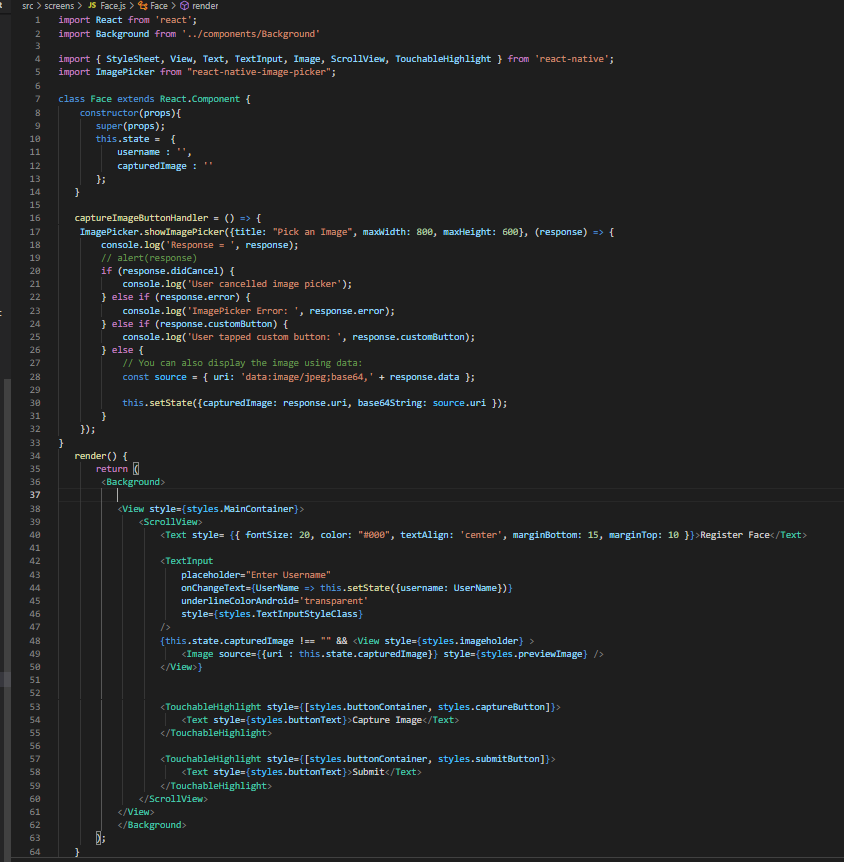 src > screens > JS Face.js > Face > render
1 import React from 'react';
2 import Background from '../components/Background'
3
4 import { StyleSheet, View, Text, TextInput, Image, ScrollView, TouchableHighlight } from 'react-native';
5 import ImagePicker from "react-native-image-picker";
6
7 class Face extends React.Component {
8     constructor(props){
9        super(props);
10        this.state =  {
11            username : '',
12            capturedImage : ''
13        };
14    }
15
16    captureImageButtonHandler = () => {
17     ImagePicker.showImagePicker({title: "Pick an Image", maxWidth: 800, maxHeight: 600}, (response) => {
18         console.log('Response = ', response);
19         // alert(response)
20         if (response.didCancel) {
21             console.log('User cancelled image picker');
22         } else if (response.error) {
23             console.log('ImagePicker Error: ', response.error);
24         } else if (response.customButton) {
25             console.log('User tapped custom button: ', response.customButton);
26         } else {
27             // You can also display the image using data:
28             const source = { uri: 'data:image/jpeg;base64,' + response.data };
29
30             this.setState({capturedImage: response.uri, base64String: source.uri });
31         }
32     });
33 }
34    render() {
35        return (
36         <Background>
37
38            <View style={styles.MainContainer}>
39                <ScrollView>
40                    <Text style= {{ fontSize: 20, color: "#000", textAlign: 'center', marginBottom: 15, marginTop: 10 }}>Register Face</Text>
41
42                    <TextInput
43                        placeholder="Enter Username"
44                        onChangeText={UserName => this.setState({username: UserName})}
45                        underlineColorAndroid='transparent'
46                        style={styles.TextInputStyleClass}
47                    />
48                    {this.state.capturedImage !== "" && <View style={styles.imageholder} >
49                        <Image source={{uri : this.state.capturedImage}} style={styles.previewImage} />
50                    </View>}
51
52
53                    <TouchableHighlight style={[styles.buttonContainer, styles.captureButton]}>
54                        <Text style={styles.buttonText}>Capture Image</Text>
55                    </TouchableHighlight>
56
57                    <TouchableHighlight style={[styles.buttonContainer, styles.submitButton]}>
58                        <Text style={styles.buttonText}>Submit</Text>
59                    </TouchableHighlight>
60                </ScrollView>
61            </View>
62            </Background>
63        );
64    }